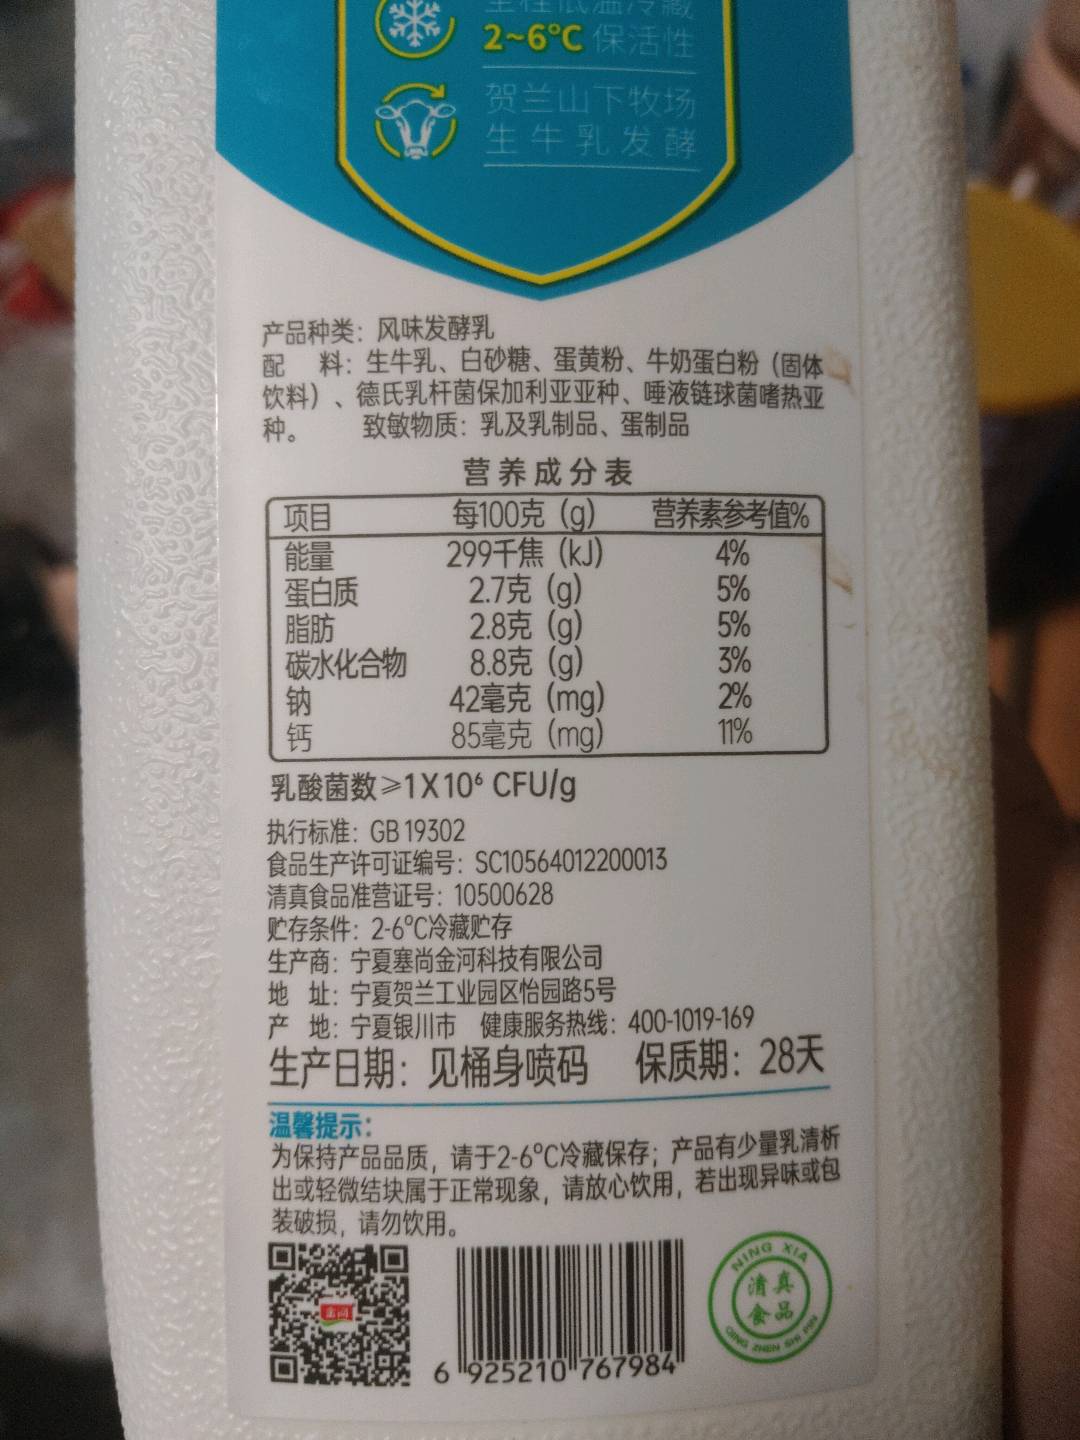 全程低温冷藏
2~6℃ 保活性
贺兰山下牧场
生牛乳发酵
产品种类：风味发酵乳
配 料：生牛乳、白砂糖、蛋黄粉、牛奶蛋白粉（固体
饮料）、德氏乳杆菌保加利亚亚种、唾液链球菌嗜热亚
种。 致敏物质：乳及乳制品、蛋制品
营养成分表
项目 每100克（g） 营养素参考值%
能量 299千焦（kJ） 4%
蛋白质 2.7克（g） 5%
脂肪 2.8克（g） 5%
碳水化合物 8.8克（g） 3%
钠 42毫克（mg） 2%
钙 85毫克（mg） 11%
乳酸菌数≥1X10⁶ CFU/g
执行标准：GB 19302
食品生产许可证编号：SC10564012200013
清真食品准营证号：10500628
贮存条件：2-6℃冷藏贮存
生产商：宁夏塞尚金河科技有限公司
地 址：宁夏贺兰工业园区怡园路5号
产 地：宁夏银川市 健康服务热线：400-1019-169
生产日期：见桶身喷码 保质期：28天
温馨提示：
为保持产品品质，请于2-6℃冷藏保存；产品有少量乳清析
出或轻微结块属于正常现象，请放心饮用，若出现异味或包
装破损，请勿饮用。
6 925210 767984
NING XIA
清真
食品
QING ZHEN SHI PIN